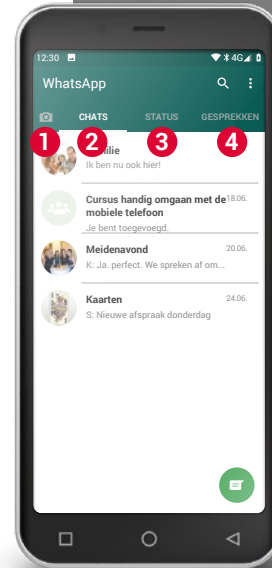 12:30 4G
WhatsApp
CHATS STATUS GESPREKKEN
1 2 3 4
ilie
Ik ben nu ook hier!
Cursus handig omgaan met de 18.06.
mobiele telefoon
Je bent toegevoegd.
Meidenavond 20.06.
K: Ja. perfect. We spreken af om...
Kaarten 24.06.
S: Nieuwe afspraak donderdag